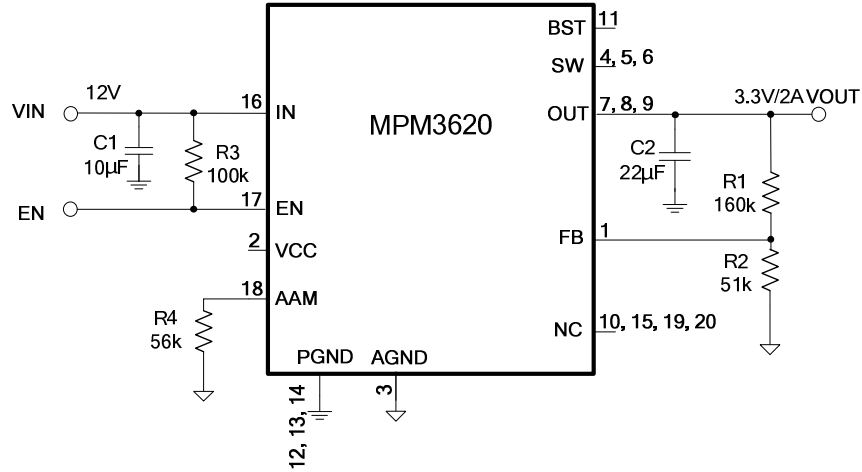 BST
11
SW
4, 5, 6
VIN
12V
16
IN
MPM3620
OUT
7, 8, 9
3.3V/2A VOUT
C1
10µF
R3
100k
C2
22µF
R1
160k
EN
17
EN
2
VCC
FB
1
R2
51k
18
AAM
R4
56k
NC
10, 15, 19, 20
PGND
AGND
12, 13, 14
3